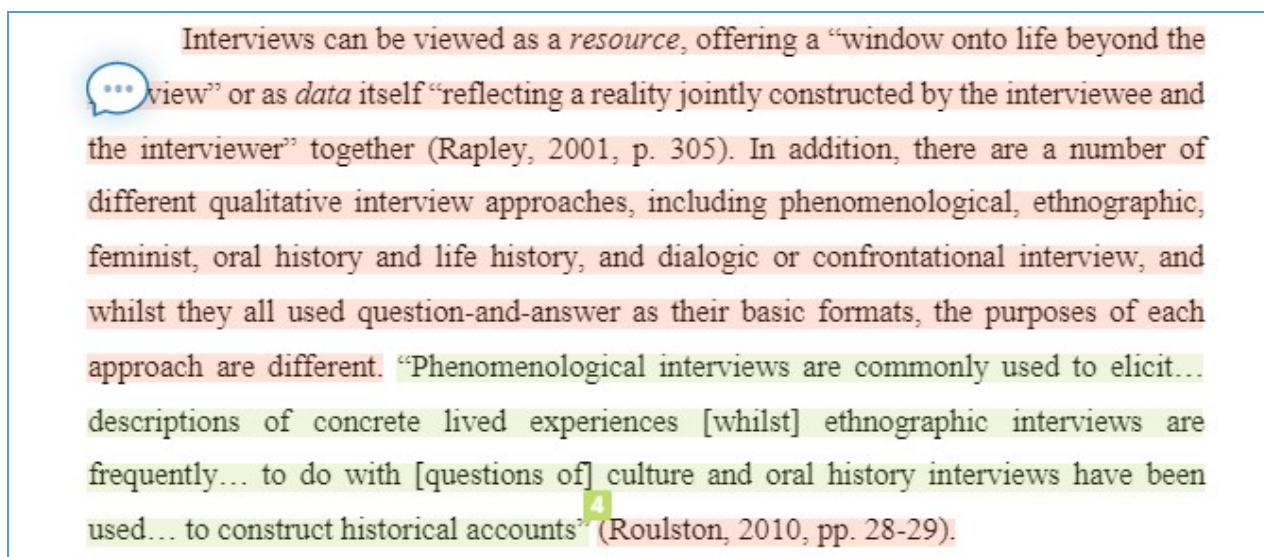 Interviews can be viewed as a resource, offering a “window onto life beyond the
view” or as data itself “reflecting a reality jointly constructed by the interviewee and
the interviewer” together (Rapley, 2001, p. 305). In addition, there are a number of
different qualitative interview approaches, including phenomenological, ethnographic,
feminist, oral history and life history, and dialogic or confrontational interview, and
whilst they all used question-and-answer as their basic formats, the purposes of each
approach are different. “Phenomenological interviews are commonly used to elicit…
descriptions of concrete lived experiences [whilst] ethnographic interviews are
frequently… to do with [questions of] culture and oral history interviews have been
4
used… to construct historical accounts” (Roulston, 2010, pp. 28-29).